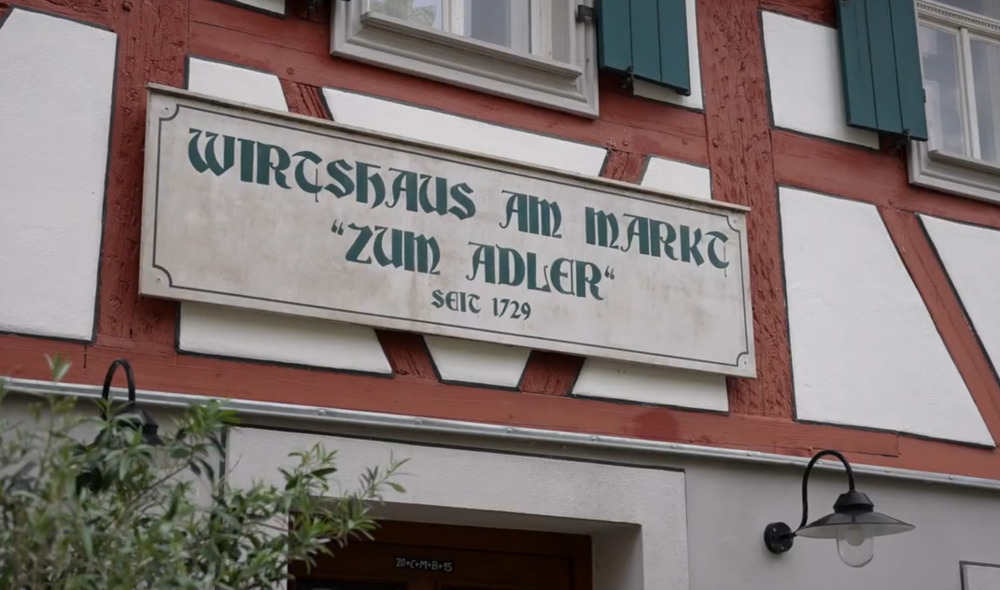 WIRTSHAUS AM MARKT
“ZUM ADLER“
SEIT 1729
20+C+M+B+15